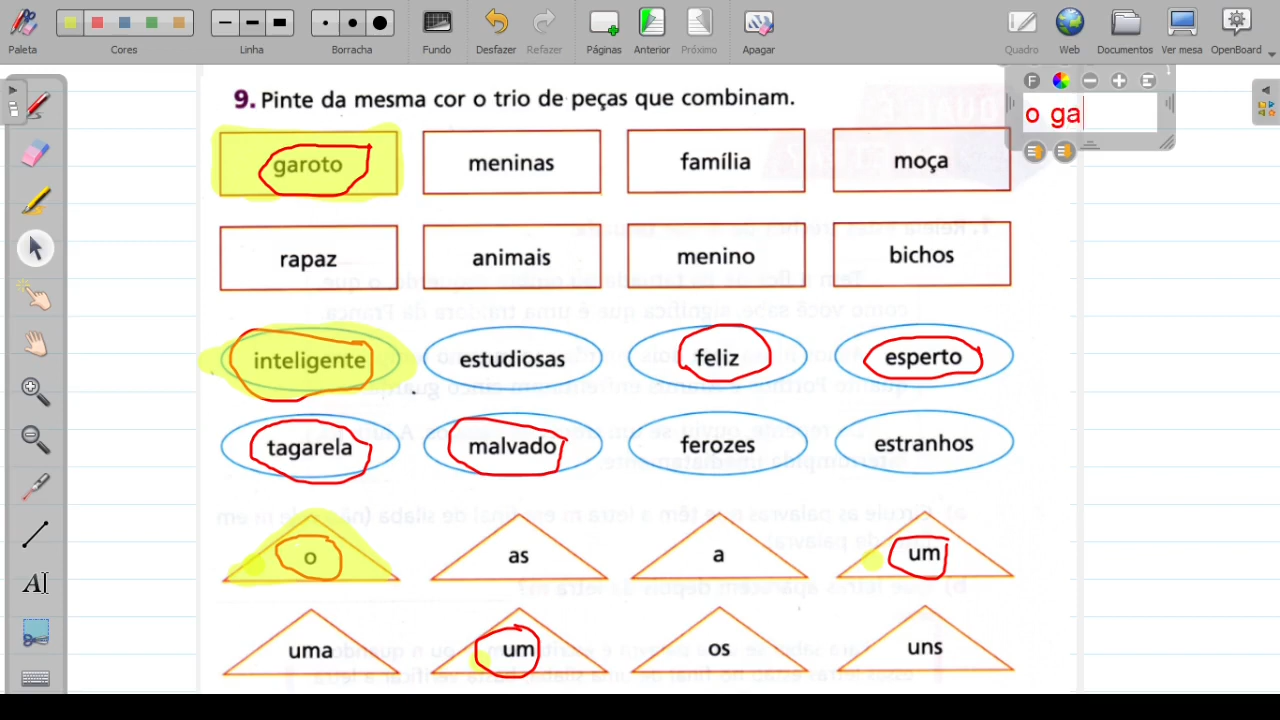 Paleta Cores Linha Borracha Fundo Desfazer Refazer Páginas Anterior Próximo Apagar Quadro Web Documentos Ver mesa OpenBoard
o ga
9. Pinte da mesma cor o trio de peças que combinam.
garoto meninas família moça
rapaz animais menino bichos
inteligente estudiosas feliz esperto
tagarela malvado ferozes estranhos
o as a um
uma um os uns